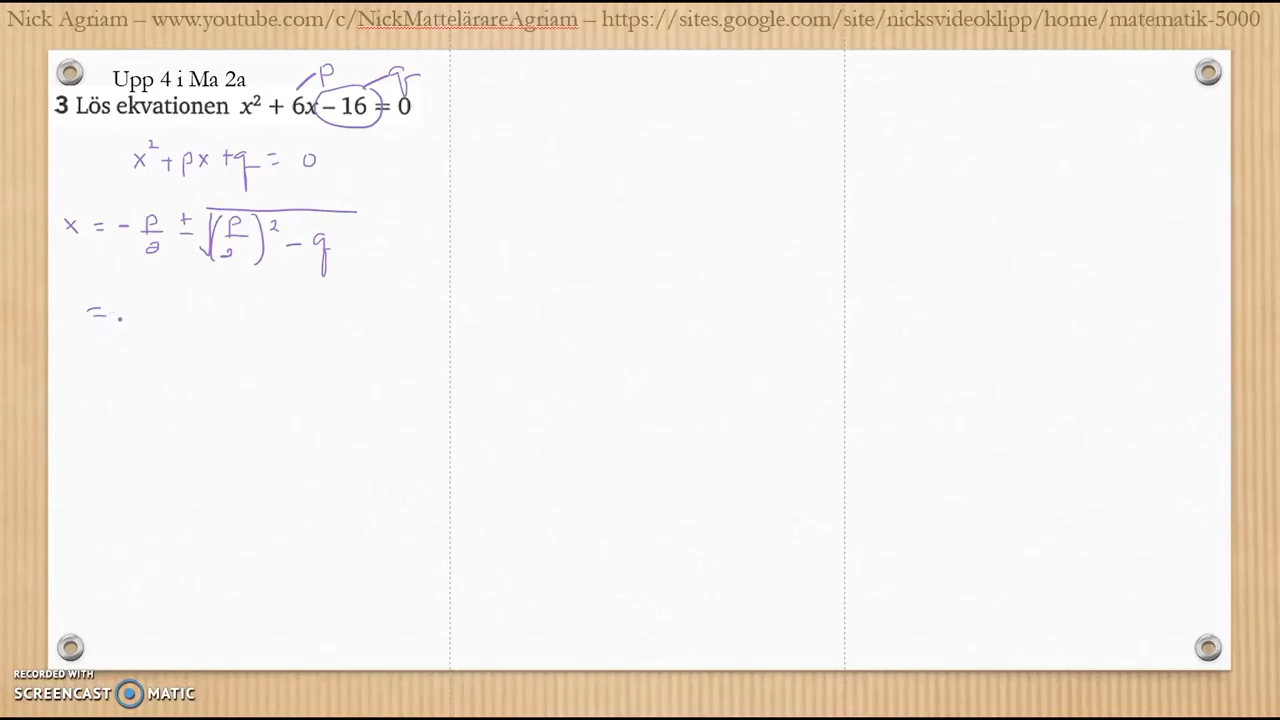 Nick Agriam – www.youtube.com/c/NickMattelärareAgriam – https://sites.google.com/site/nicksvideoklipp/home/matematik-5000
p q
Upp 4 i Ma 2a
3 Lös ekvationen x² + 6x – 16 = 0
x² + px + q = 0
x = - p/2 ± √(p/2)² - q
=
RECORDED WITH
SCREENCAST MATIC